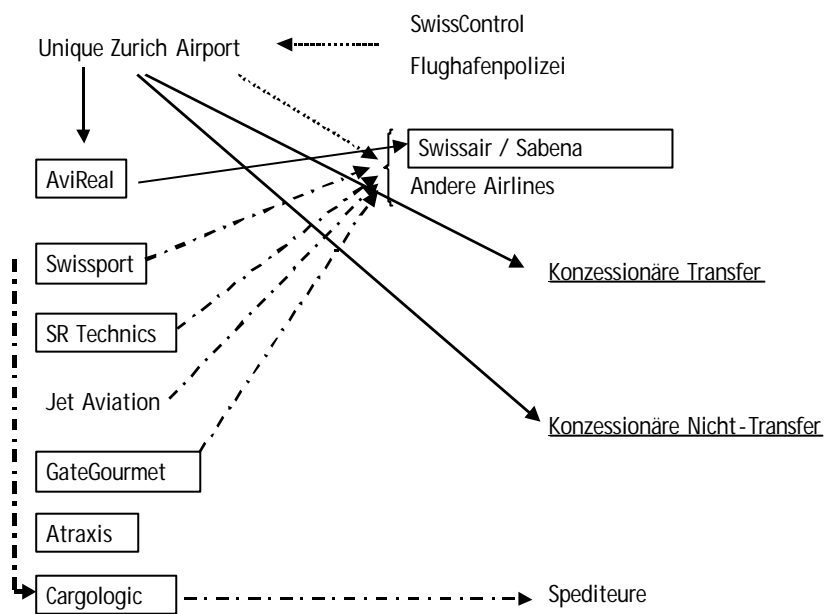 SwissControl
Unique Zurich Airport
Flughafenpolizei
Swissair / Sabena
AviReal
Andere Airlines
Swissport
Konzessionäre Transfer
SR Technics
Jet Aviation
Konzessionäre Nicht-Transfer
GateGourmet
Atraxis
Cargologic
Spediteure